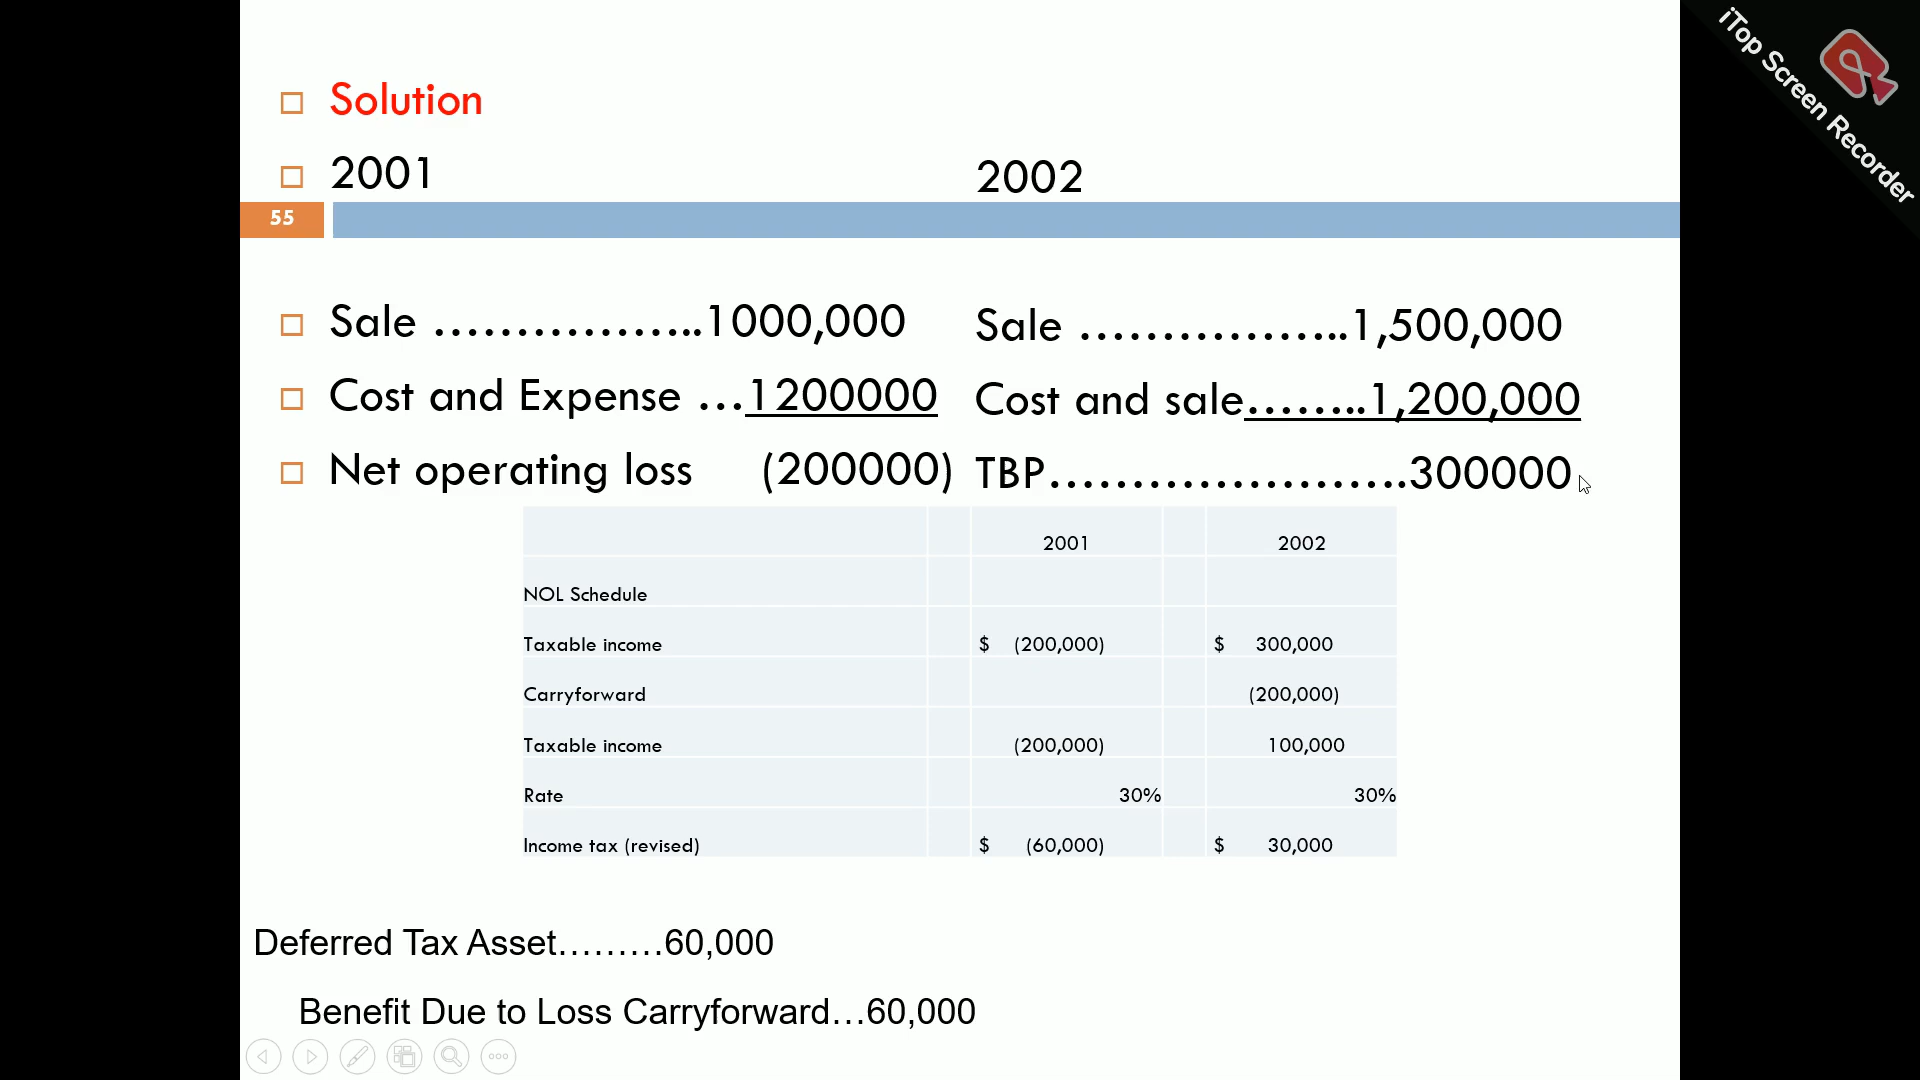 iTop Screen Recorder
Solution
2001 2002
55
Sale ……………..1000,000 Sale ……………..1,500,000
Cost and Expense …1200000 Cost and sale……..1,200,000
Net operating loss (200000) TBP………………….300000
2001 2002
NOL Schedule
Taxable income $ (200,000) $ 300,000
Carryforward (200,000)
Taxable income (200,000) 100,000
Rate 30% 30%
Income tax (revised) $ (60,000) $ 30,000
Deferred Tax Asset………60,000
Benefit Due to Loss Carryforward…60,000